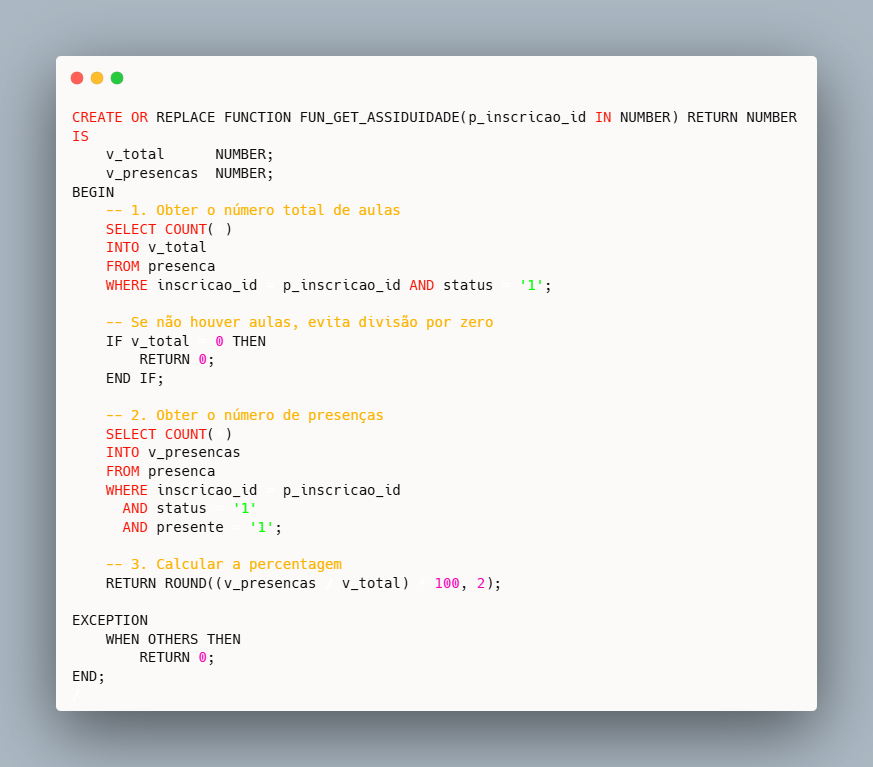 CREATE OR REPLACE FUNCTION FUN_GET_ASSIDUIDADE(p_inscricao_id IN NUMBER) RETURN NUMBER
IS
    v_total      NUMBER;
    v_presencas  NUMBER;
BEGIN
    -- 1. Obter o número total de aulas
    SELECT COUNT(*)
    INTO v_total
    FROM presenca
    WHERE inscricao_id = p_inscricao_id AND status = '1';

    -- Se não houver aulas, evita divisão por zero
    IF v_total = 0 THEN
        RETURN 0;
    END IF;

    -- 2. Obter o número de presenças
    SELECT COUNT(*)
    INTO v_presencas
    FROM presenca
    WHERE inscricao_id = p_inscricao_id
      AND status = '1'
      AND presente = '1';

    -- 3. Calcular a percentagem
    RETURN ROUND((v_presencas / v_total) * 100, 2);

EXCEPTION
    WHEN OTHERS THEN
        RETURN 0;
END;
/